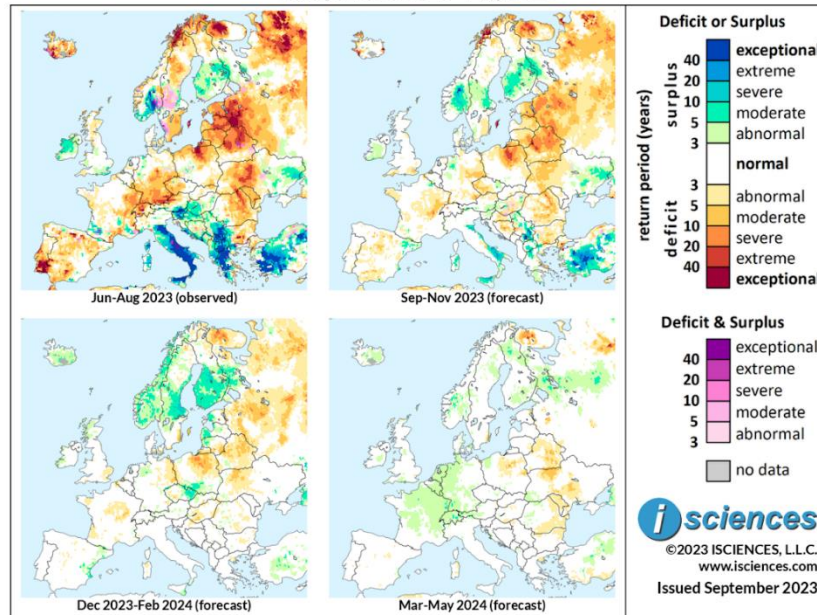 Deficit or Surplus
return period (years)
surplus
deficit
40
20
10
5
3
exceptional
extreme
severe
moderate
abnormal
normal
3
5
10
20
40
abnormal
moderate
severe
extreme
exceptional
Jun-Aug 2023 (observed)
Sep-Nov 2023 (forecast)
Deficit & Surplus
40
20
10
5
3
exceptional
extreme
severe
moderate
abnormal
no data
i sciences
©2023 ISCIENCES, L.L.C.
www.isciences.com
Issued September 2023
Dec 2023-Feb 2024 (forecast)
Mar-May 2024 (forecast)